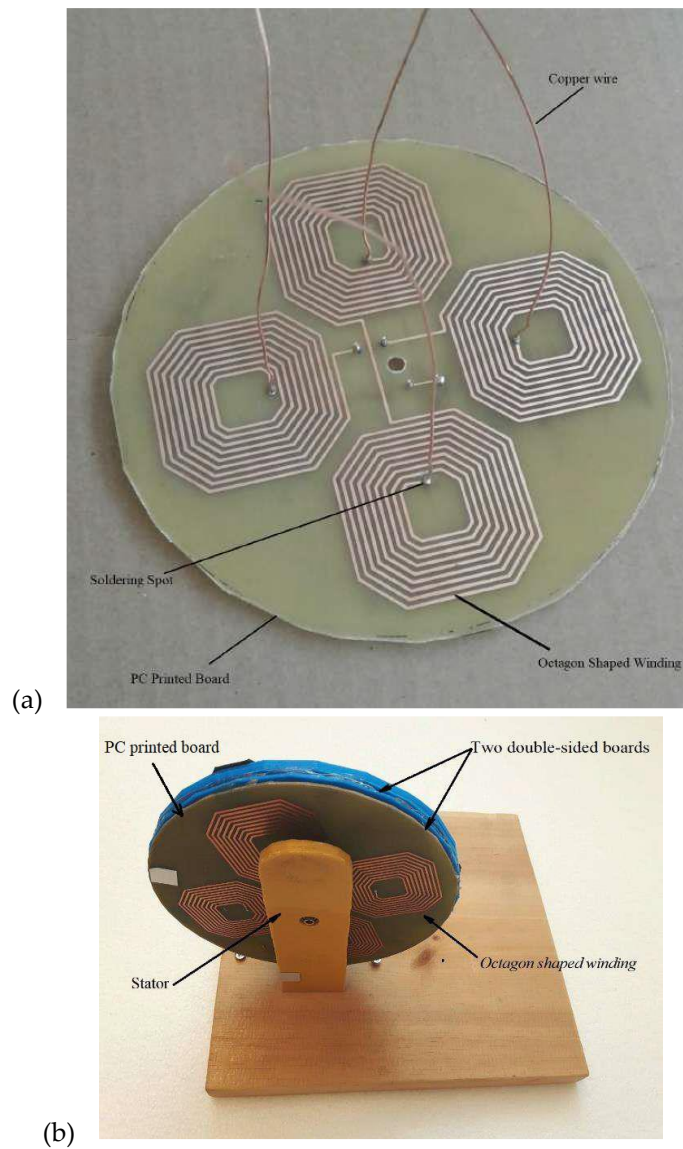 Copper wire
Soldering Spot
Octagon Shaped Winding
PC Printed Board
(a)
PC printed board
Two double-sided boards
Octagon shaped winding
Stator
(b)